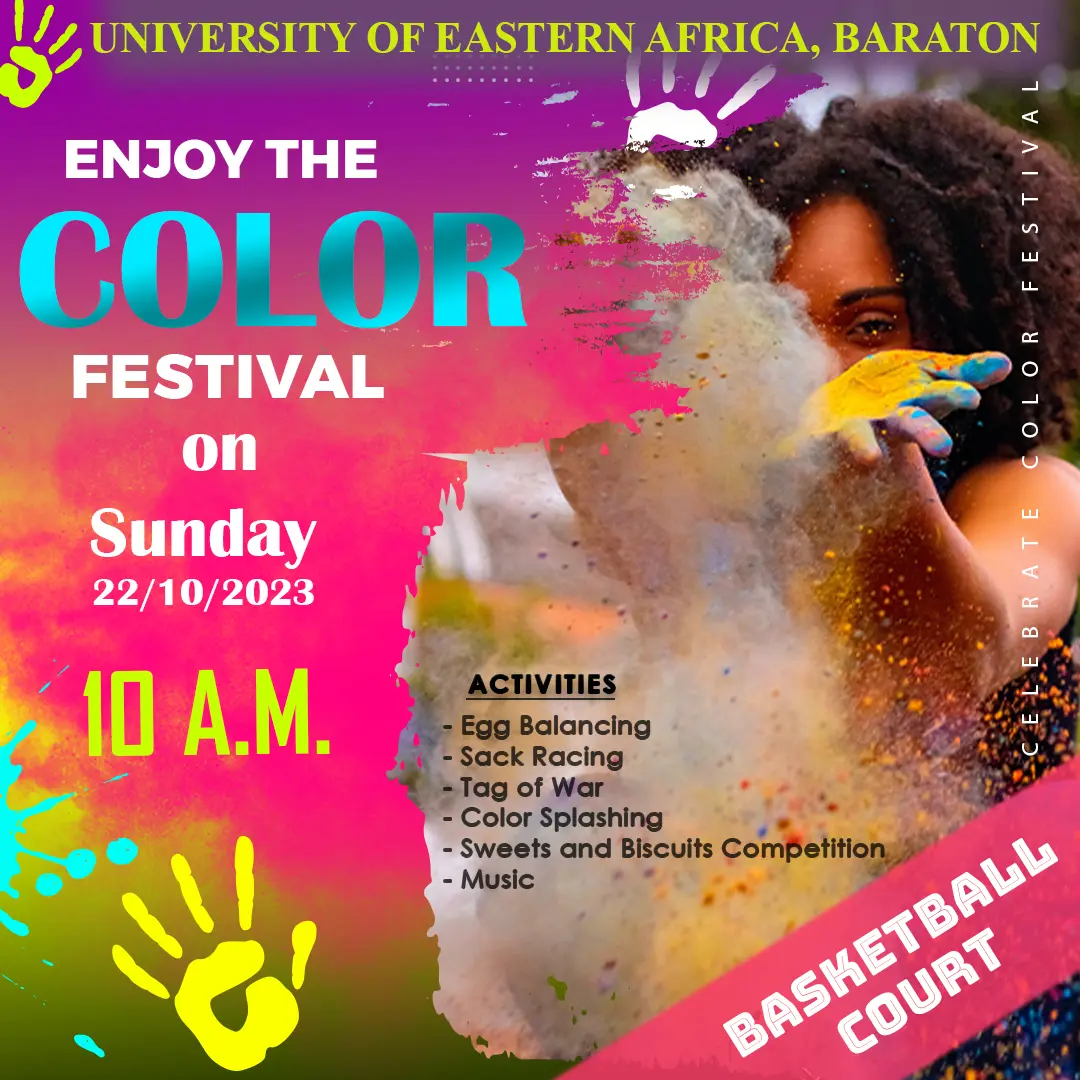 UNIVERSITY OF EASTERN AFRICA, BARATON
ENJOY THE
COLOR
FESTIVAL
on
Sunday
22/10/2023
10 A.M.
CELEBRATE COLOR FESTIVAL
ACTIVITIES
- Egg Balancing
- Sack Racing
- Tag of War
- Color Splashing
- Sweets and Biscuits Competition
- Music
BASKETBALL
COURT